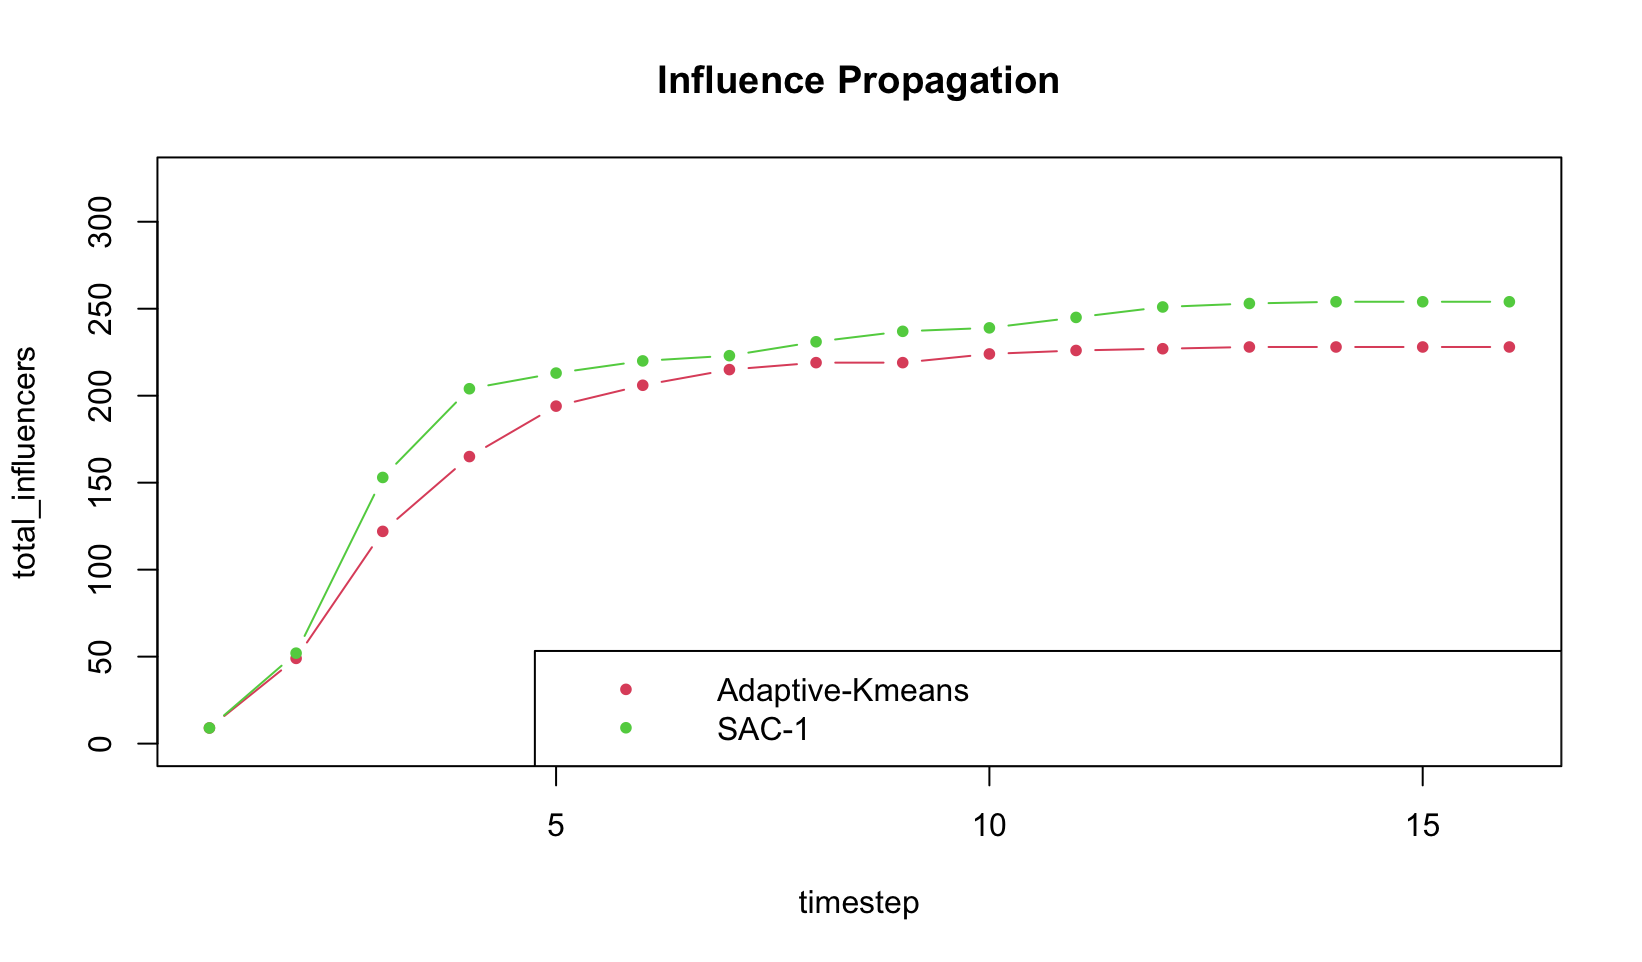 Influence Propagation
total_influencers
300
250
200
150
100
50
0
Adaptive-Kmeans
SAC-1
5 10 15
timestep